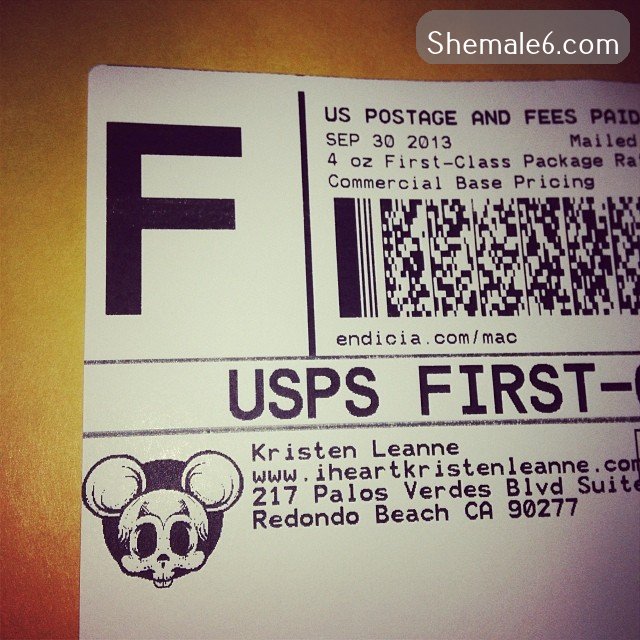 Shemale6.com
F
US POSTAGE AND FEES PAID
SEP 30 2013 Mailed
4 oz First-Class Package
Commercial Base Pricing
endicia.com/mac
USPS FIRST-
Kristen Leanne
www.iheartkristenleanne.com
217 Palos Verdes Blvd Suite
Redondo Beach CA 90277